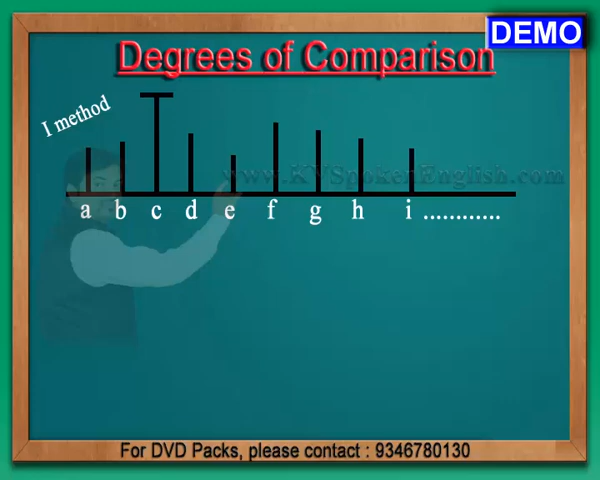 DEMO
Degrees of Comparison
I method
www.KVSpokenEnglish.com
a b c d e f g h i ............
For DVD Packs, please contact : 9346780130